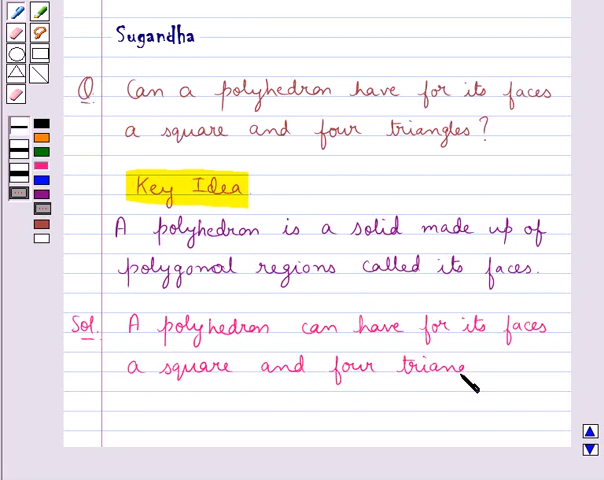 Sugandha
Q Can a polyhedron have for its faces
a square and four triangles?
Key Idea
A polyhedron is a solid made up of
polygonal regions called its faces.
Sol. A polyhedron can have for its faces
a square and four triang